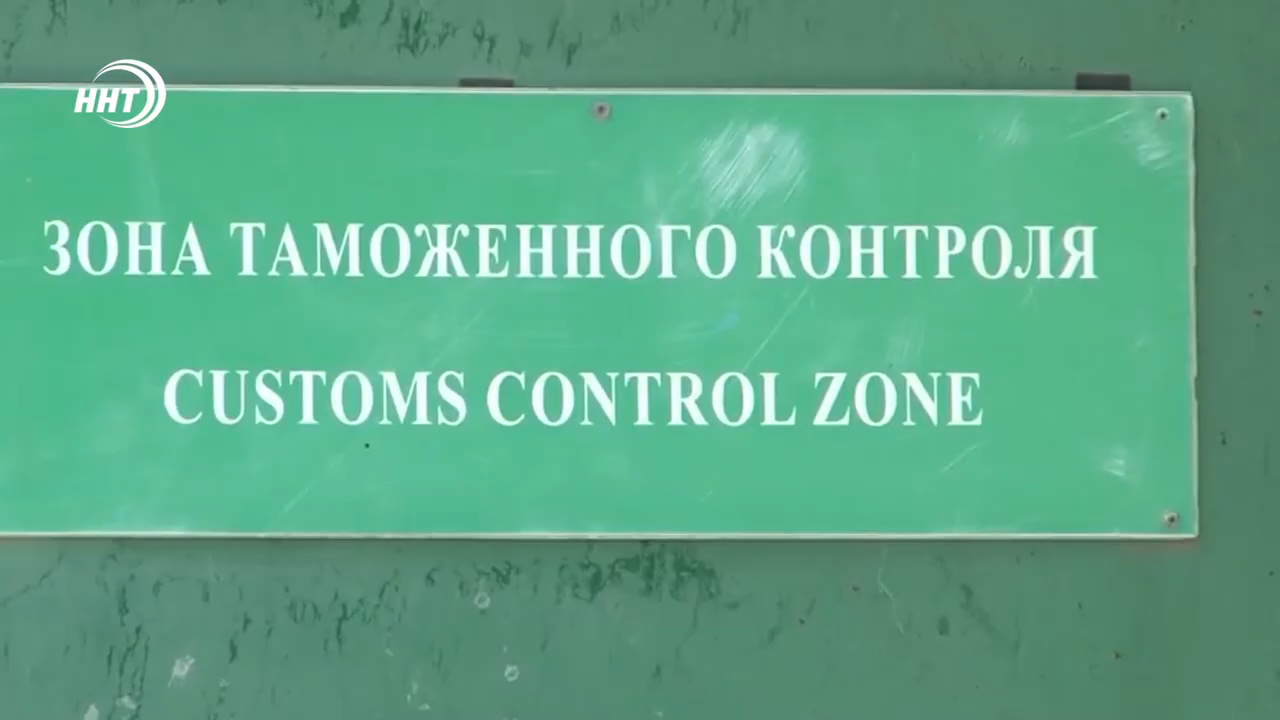 ННТ
ЗОНА ТАМОЖЕННОГО КОНТРОЛЯ
CUSTOMS CONTROL ZONE